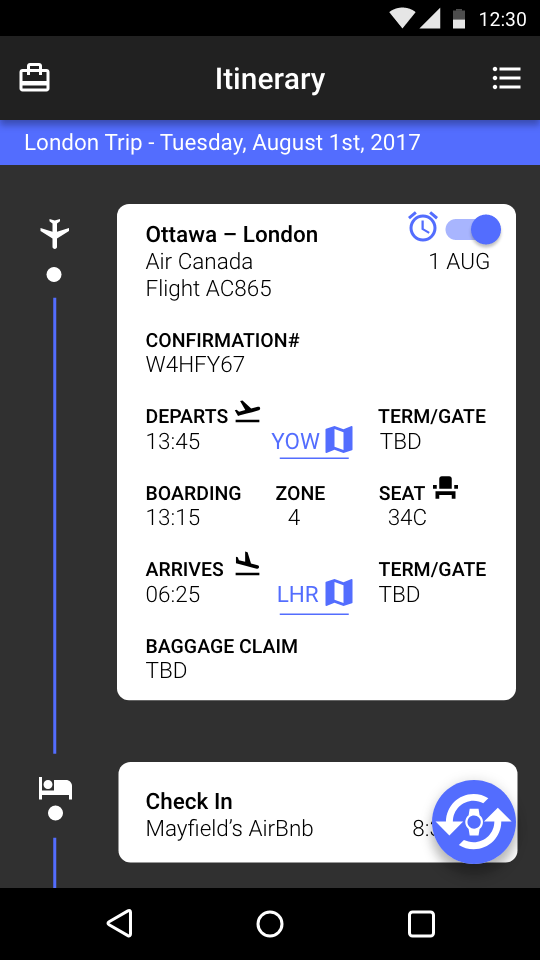 12:30
Itinerary
London Trip - Tuesday, August 1st, 2017
Ottawa – London
Air Canada 1 AUG
Flight AC865
CONFIRMATION#
W4HFY67
DEPARTS TERM/GATE
13:45 YOW TBD
BOARDING ZONE SEAT
13:15 4 34C
ARRIVES TERM/GATE
06:25 LHR TBD
BAGGAGE CLAIM
TBD
Check In
Mayfield’s AirBnb